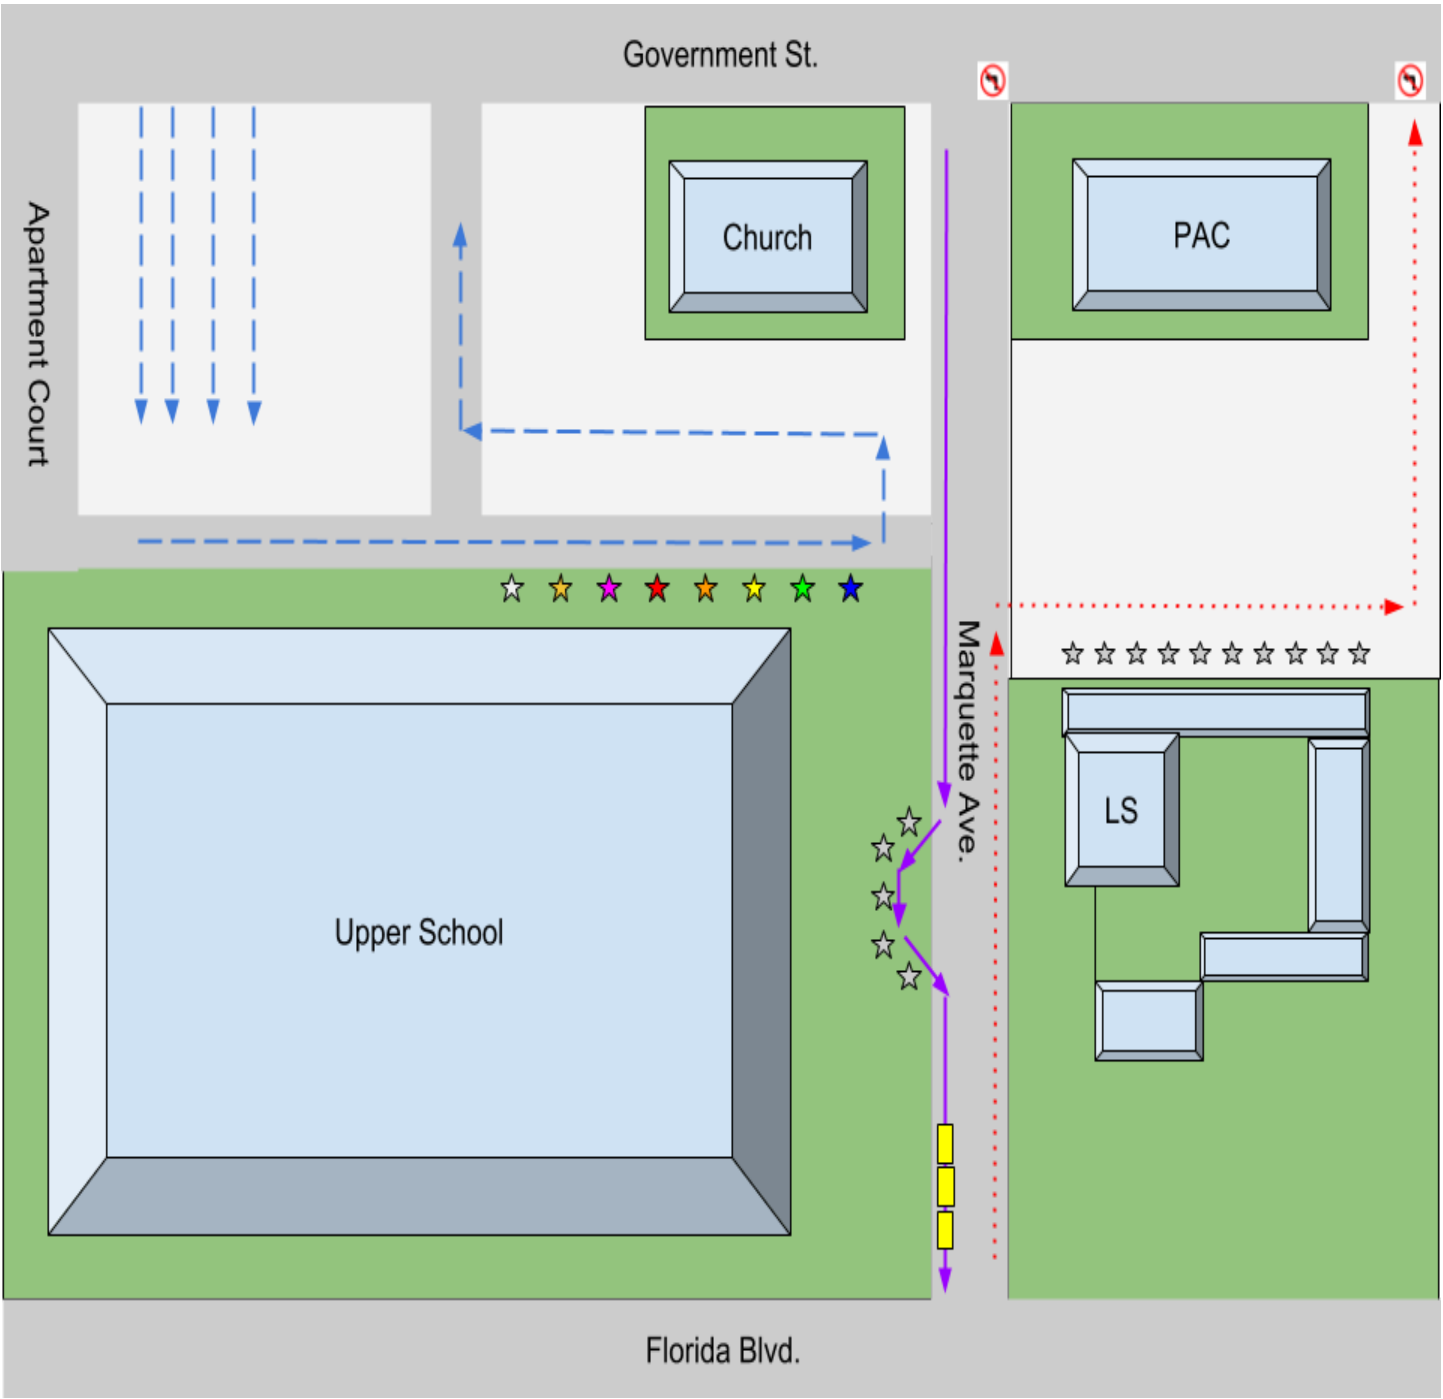 Government St.
Church
PAC
Apartment Court
Marquette Ave.
LS
Upper School
Florida Blvd.